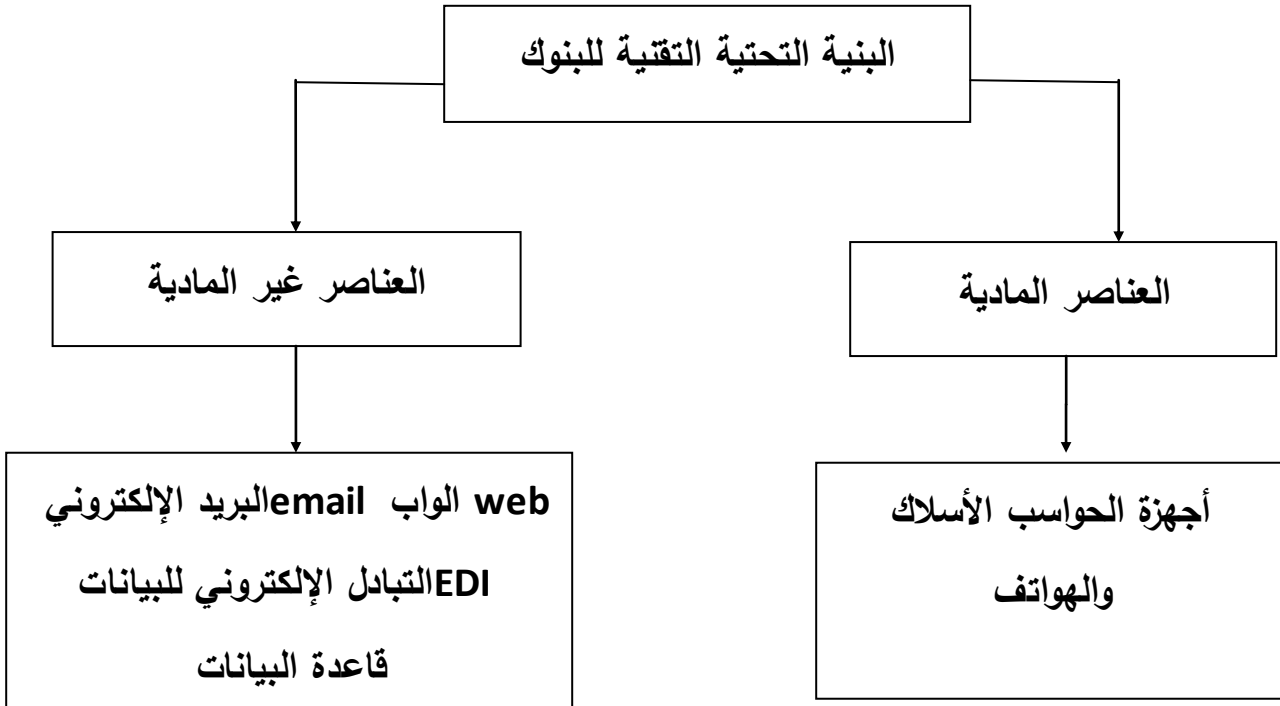 البنية التحتية التقنية للبنوك
العناصر المادية
العناصر غير المادية
أجهزة الحواسب الأسلاك
والهواتف
web الواب email البريد الإلكتروني
EDI التبادل الإلكتروني للبيانات
قاعدة البيانات